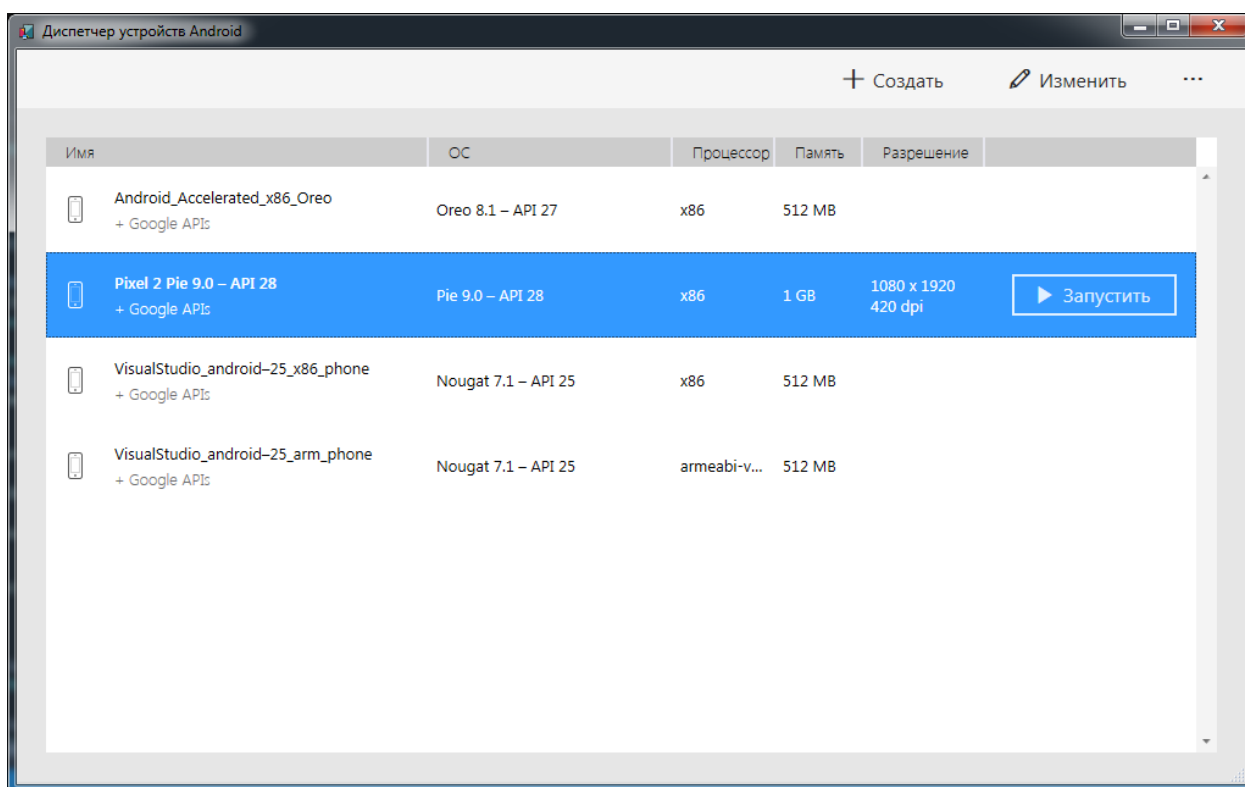 Диспетчер устройств Android
+ Создать
Изменить
...
Имя ОС Процессор Память Разрешение
Android_Accelerated_x86_Oreo
+ Google APIs
Oreo 8.1 – API 27 x86 512 MB
Pixel 2 Pie 9.0 – API 28
+ Google APIs
Pie 9.0 – API 28 x86 1 GB
1080 x 1920
420 dpi
Запустить
VisualStudio_android–25_x86_phone
+ Google APIs
Nougat 7.1 – API 25 x86 512 MB
VisualStudio_android–25_arm_phone
+ Google APIs
Nougat 7.1 – API 25 armeabi-v... 512 MB